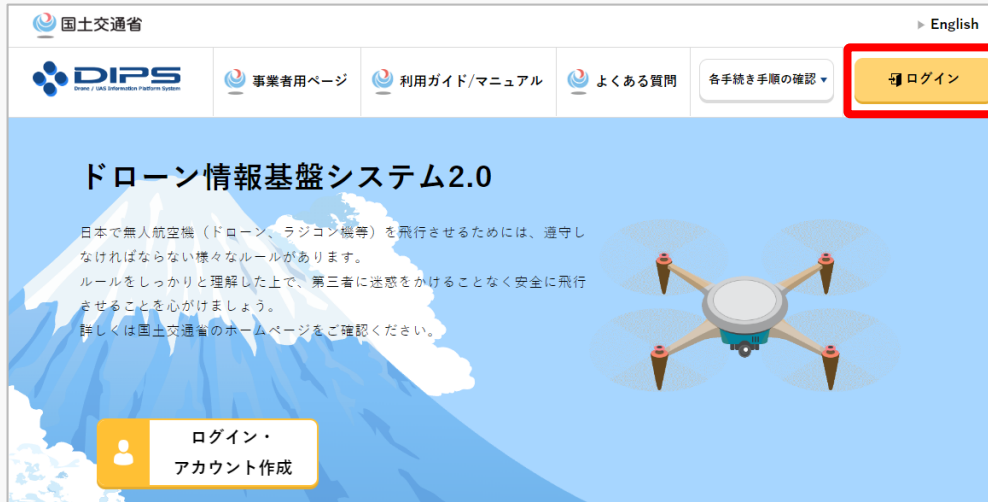 国土交通省
English
DIPS
Drone / UAS Information Platform System
事業者用ページ
利用ガイド/マニュアル
よくある質問
各手続き手順の確認▼
ログイン
ドローン情報基盤システム2.0
日本で無人航空機（ドローン、ラジコン機等）を飛行させるためには、遵守し
なければならない様々なルールがあります。
ルールをしっかりと理解した上で、第三者に迷惑をかけることなく安全に飛行
させることを心がけましょう。
詳しくは国土交通省のホームページをご確認ください。
ログイン・
アカウント作成